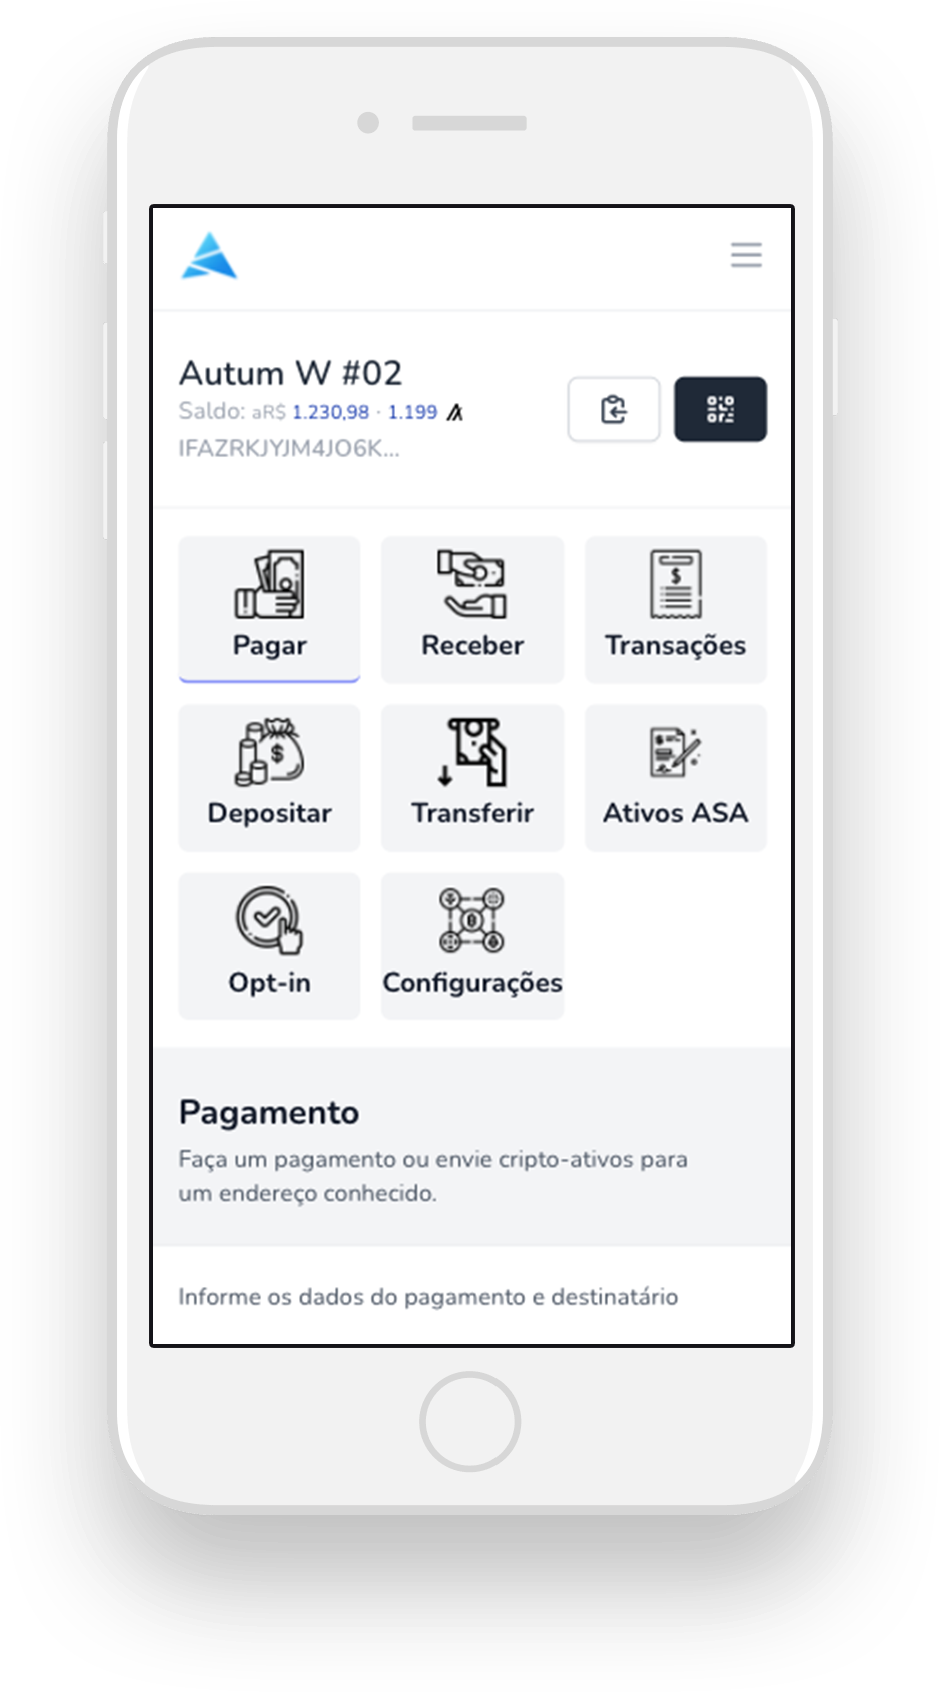 Autum W #02
Saldo: aR$ 1.230,98 · 1.199
IFAZRKJYJM4JO6K...
Pagar
Receber
Transações
Depositar
Transferir
Ativos ASA
Opt-in
Configurações
Pagamento
Faça um pagamento ou envie cripto-ativos para
um endereço conhecido.
Informe os dados do pagamento e destinatário